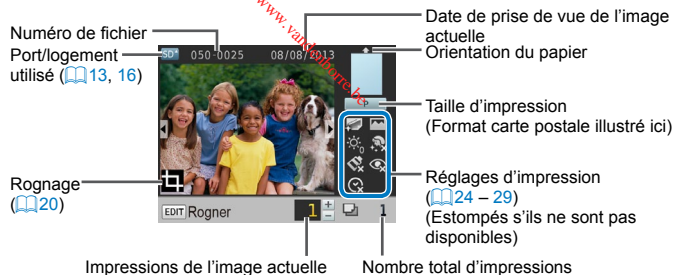 Numéro de fichier
Port/logement
utilisé (13, 16)
Date de prise de vue de l'image
actuelle
Orientation du papier
www.vandenborre.be
SD
050-0025 08/08/2013
P
Taille d'impression
(Format carte postale illustré ici)
Rognage
(20)
Réglages d'impression
(24 – 29)
(Estompés s'ils ne sont pas
disponibles)
EDIT Rogner 1 + - 1
Impressions de l'image actuelle
Nombre total d'impressions